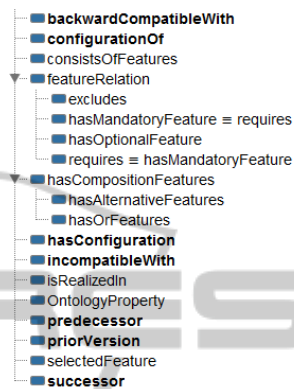 backwardCompatibleWith
configurationOf
consistsOfFeatures
featureRelation
excludes
hasMandatoryFeature ≡ requires
hasOptionalFeature
requires ≡ hasMandatoryFeature
hasCompositionFeatures
hasAlternativeFeatures
hasOrFeatures
hasConfiguration
incompatibleWith
isRealizedIn
OntologyProperty
predecessor
priorVersion
selectedFeature
successor